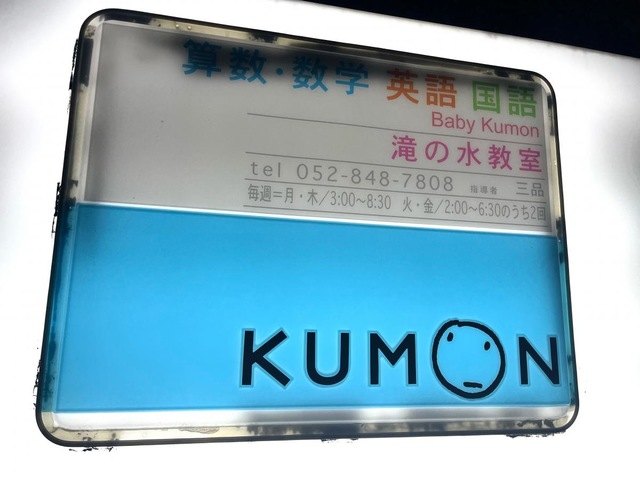 算数・数学 英語 国語
Baby Kumon
滝の水教室
tel 052-848-7808 指導者 三品
毎週=月・木/3:00〜8:30 火・金/2:00〜6:30のうち2回
KUMON